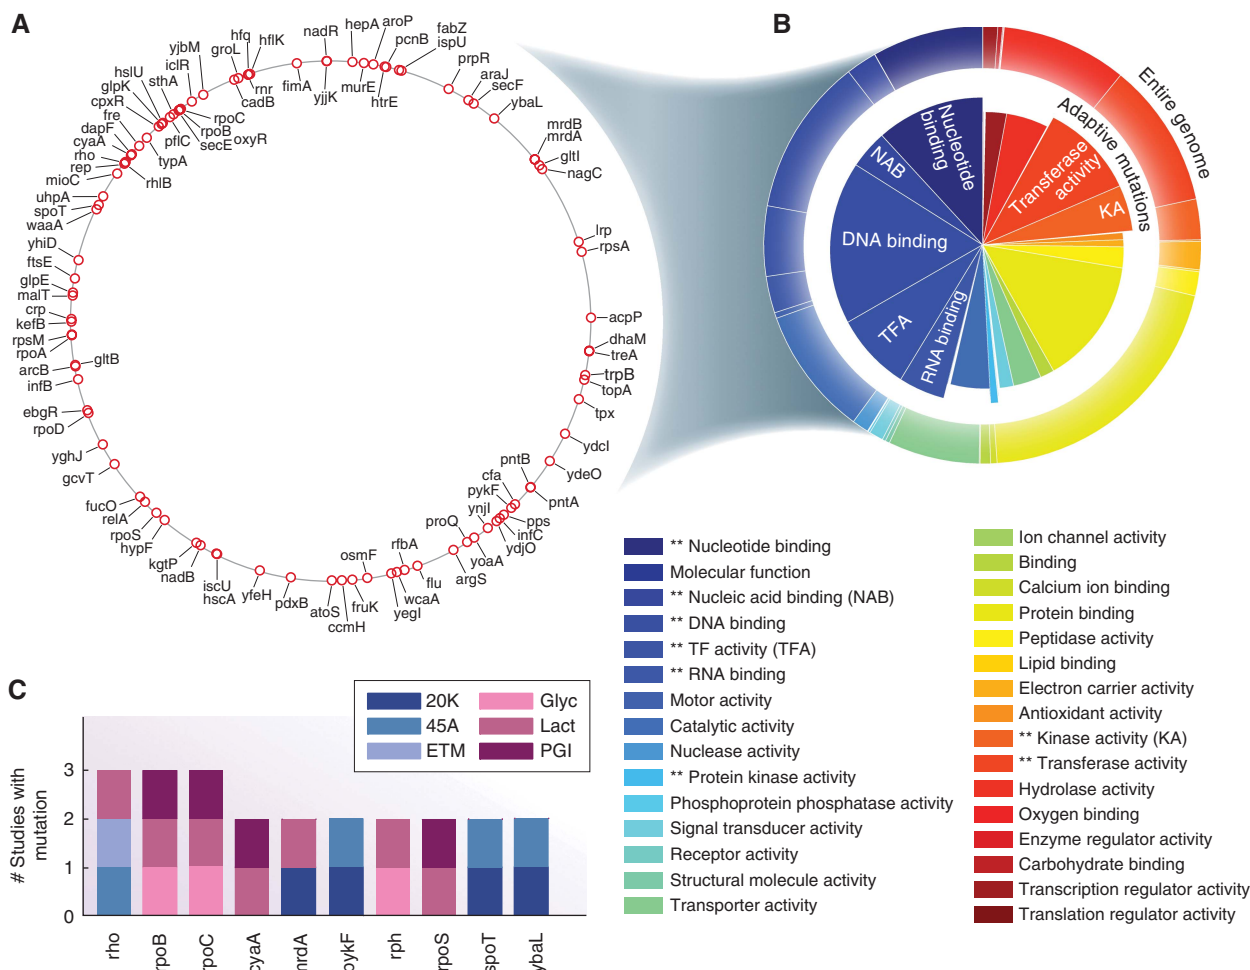 A
B
hfq
hflK
groL
yjbM
iclR
hslU
sthA
glpK
cpxR
fre
dapF
cyaA
rho
rep
mioC
uhpA
spoT
waaA
yhiD
ftsE
glpE
malT
crp
kefB
rpsM
rpoA
arcB
gltB
infB
ebgR
rpoD
yghJ
gcvT
fucO
relA
rpoS
hypF
kgtP
nadB
iscU
hscA
yfeH
pdxB
atoS
ccmH
fruK
osmF
rfbA
yegI
wcaA
flu
argS
yoaA
proQ
ynjI
ydjO
infC
pps
pykF
cfa
pntB
pntA
ydeO
ydcI
tpx
topA
trpB
treA
dhaM
acpP
rpsA
lrp
nagC
gltI
mrdA
mrdB
ybaL
secF
araJ
prpR
ispU
fabZ
pcnB
aroP
hepA
nadR
htrE
murE
yjjK
fimA
rnr
cadB
rpoC
rpoB
secE
oxyR
pflC
typA
rhlB
Entire genome
Adaptive mutations
Nucleotide
binding
NAB
DNA binding
TFA
RNA binding
Transferase
activity
KA
** Nucleotide binding
Molecular function
** Nucleic acid binding (NAB)
** DNA binding
** TF activity (TFA)
** RNA binding
Motor activity
Catalytic activity
Nuclease activity
** Protein kinase activity
Phosphoprotein phosphatase activity
Signal transducer activity
Receptor activity
Structural molecule activity
Transporter activity
Ion channel activity
Binding
Calcium ion binding
Protein binding
Peptidase activity
Lipid binding
Electron carrier activity
Antioxidant activity
** Kinase activity (KA)
** Transferase activity
Hydrolase activity
Oxygen binding
Enzyme regulator activity
Carbohydrate binding
Transcription regulator activity
Translation regulator activity
C
20K
45A
ETM
Glyc
Lact
PGI
# Studies with
mutation
3
2
1
0
rho
rpoB
rpoC
cyaA
mrdA
pykF
rph
rpoS
spoT
ybaL